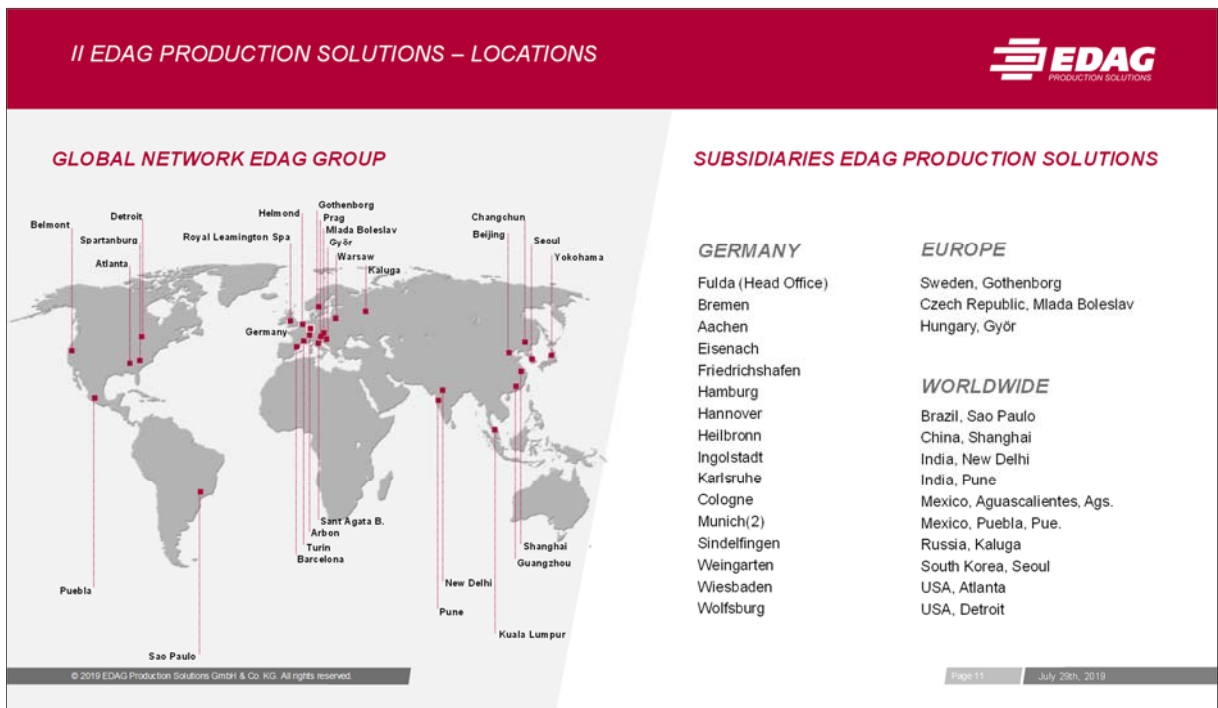 II EDAG PRODUCTION SOLUTIONS – LOCATIONS
EDAG
PRODUCTION SOLUTIONS
GLOBAL NETWORK EDAG GROUP
Belmont
Detroit
Spartanburg
Atlanta
Royal Leamington Spa
Helmond
Gothenborg
Prag
Mlada Boleslav
Györ
Warsaw
Kaluga
Germany
Changchun
Beijing
Seoul
Yokohama
Sant Agata B.
Arbon
Turin
Barcelona
Shanghai
Guangzhou
New Delhi
Pune
Kuala Lumpur
Puebla
Sao Paulo
SUBSIDIARIES EDAG PRODUCTION SOLUTIONS
GERMANY
Fulda (Head Office)
Bremen
Aachen
Eisenach
Friedrichshafen
Hamburg
Hannover
Heilbronn
Ingolstadt
Karlsruhe
Cologne
Munich(2)
Sindelfingen
Weingarten
Wiesbaden
Wolfsburg
EUROPE
Sweden, Gothenborg
Czech Republic, Mlada Boleslav
Hungary, Györ
WORLDWIDE
Brazil, Sao Paulo
China, Shanghai
India, New Delhi
India, Pune
Mexico, Aguascalientes, Ags.
Mexico, Puebla, Pue.
Russia, Kaluga
South Korea, Seoul
USA, Atlanta
USA, Detroit
© 2019 EDAG Production Solutions GmbH & Co. KG. All rights reserved.
Page 11
July 29th, 2019